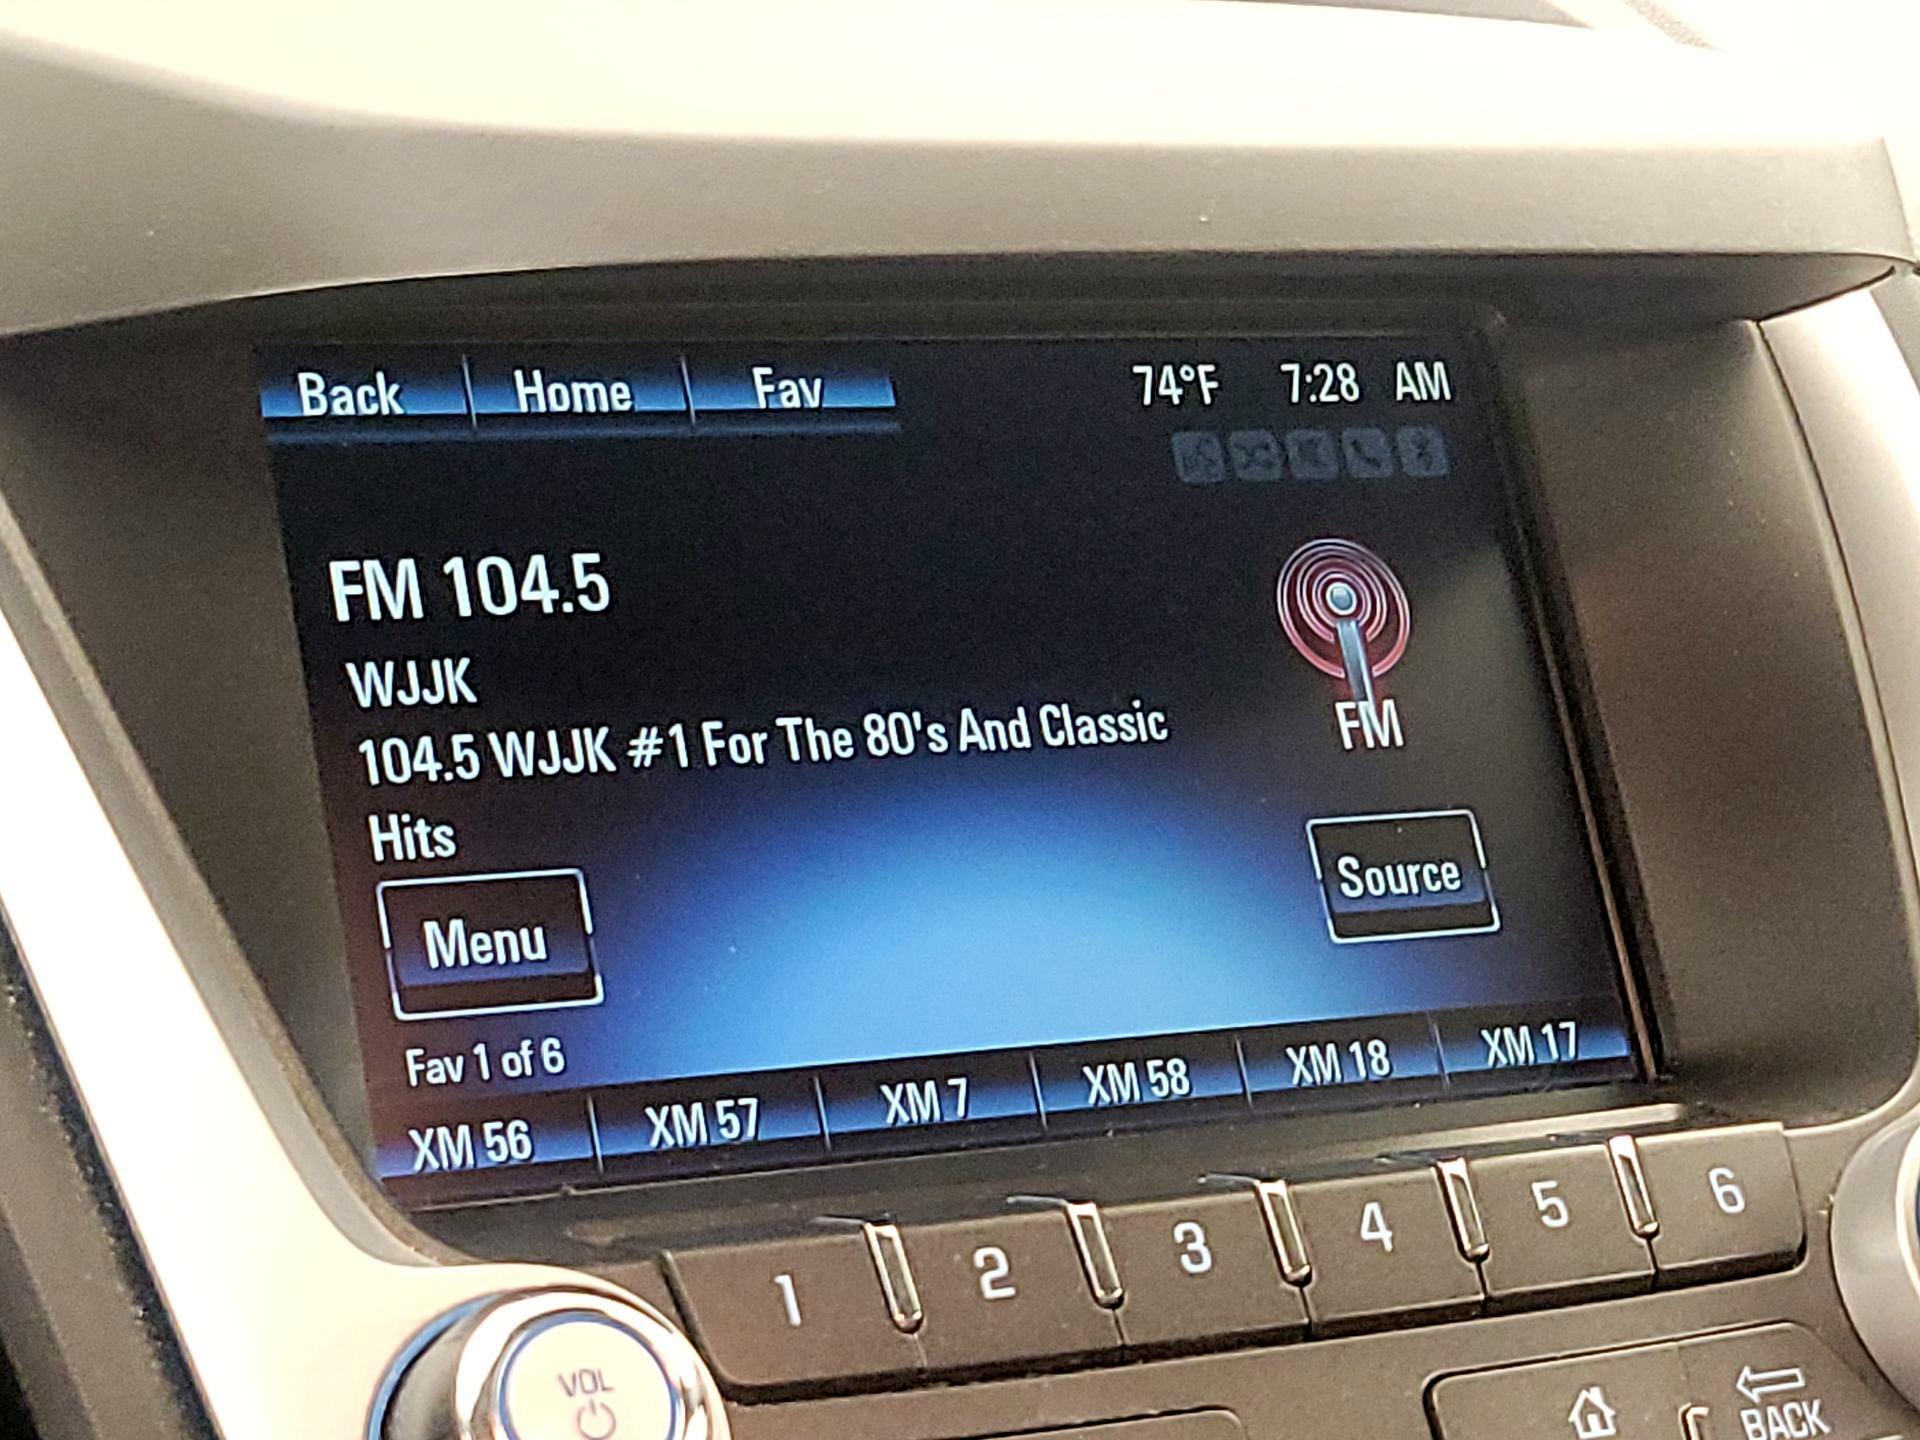 Back Home Fav 74°F 7:28 AM
FM 104.5
WJJK
104.5 WJJK #1 For The 80's And Classic
Hits
FM
Menu
Source
Fav 1 of 6
XM 56 XM 57 XM 7 XM 58 XM 18 XM 17
1 2 3 4 5 6
VOL
BACK